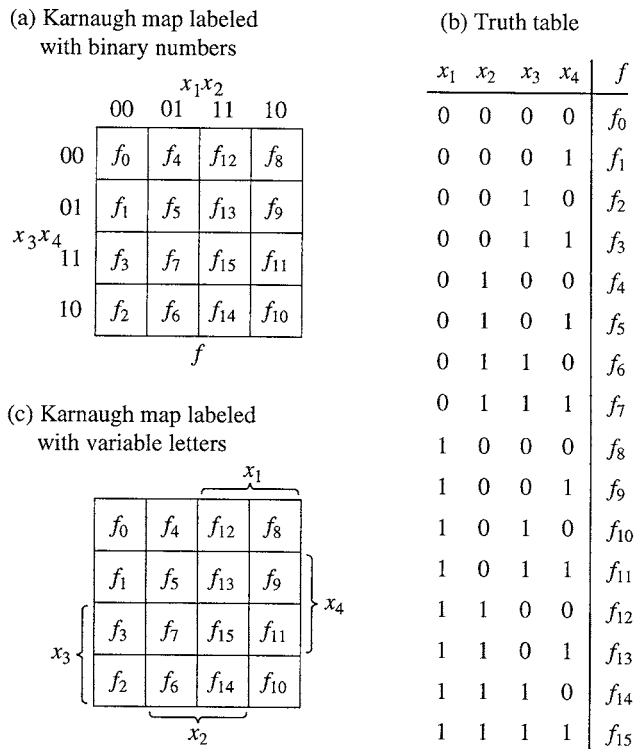 (a) Karnaugh map labeled
with binary numbers
x₁x₂
00 01 11 10
00 f₀ f₄ f₁₂ f₈
01 f₁ f₅ f₁₃ f₉
x₃x₄
11 f₃ f₇ f₁₅ f₁₁
10 f₂ f₆ f₁₄ f₁₀
f
(c) Karnaugh map labeled
with variable letters
x₁
f₀ f₄ f₁₂ f₈
f₁ f₅ f₁₃ f₉
x₄
f₃ f₇ f₁₅ f₁₁
x₃
f₂ f₆ f₁₄ f₁₀
x₂
(b) Truth table
x₁ x₂ x₃ x₄ f
0 0 0 0 f₀
0 0 0 1 f₁
0 0 1 0 f₂
0 0 1 1 f₃
0 1 0 0 f₄
0 1 0 1 f₅
0 1 1 0 f₆
0 1 1 1 f₇
1 0 0 0 f₈
1 0 0 1 f₉
1 0 1 0 f₁₀
1 0 1 1 f₁₁
1 1 0 0 f₁₂
1 1 0 1 f₁₃
1 1 1 0 f₁₄
1 1 1 1 f₁₅